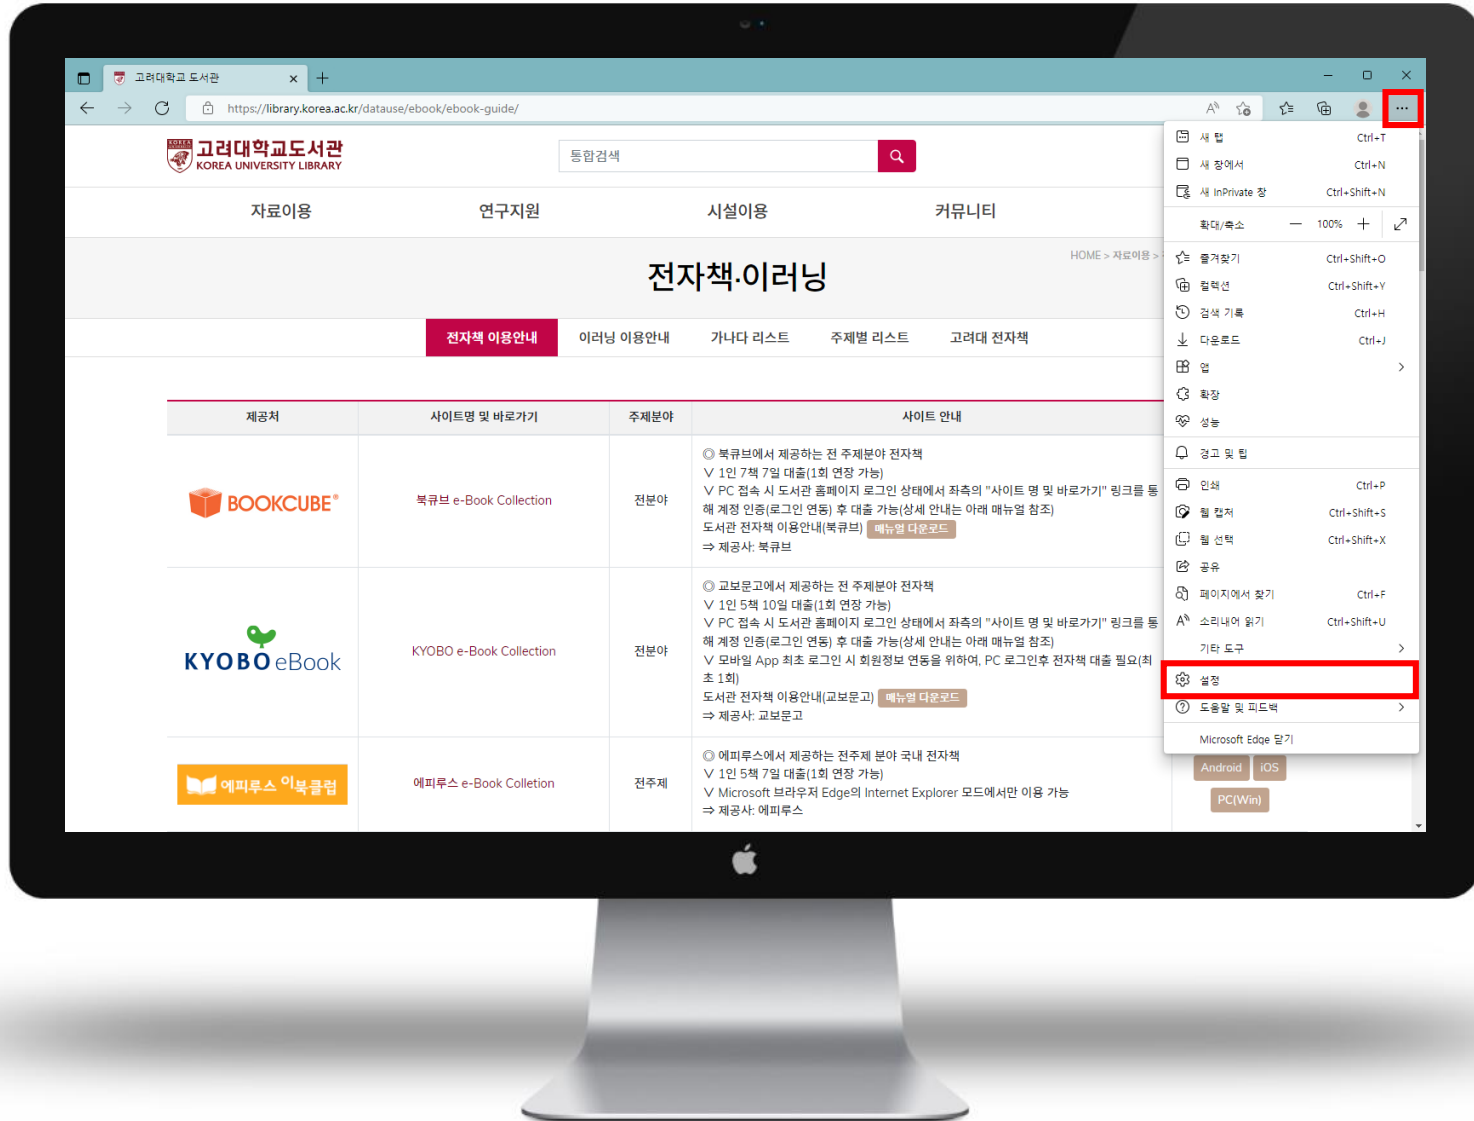 고려대학교 도서관
https://library.korea.ac.kr/datause/ebook/ebook-guide/
KOREA
고려대학교도서관
KOREA UNIVERSITY LIBRARY
통합검색
자료이용
연구지원
시설이용
커뮤니티
HOME > 자료이용 >
전자책·이러닝
전자책 이용안내
이러닝 이용안내
가나다 리스트
주제별 리스트
고려대 전자책
제공처
사이트명 및 바로가기
주제분야
사이트 안내
BOOKCUBE®
북큐브 e-Book Collection
전분야
◎ 북큐브에서 제공하는 전 주제분야 전자책
∨ 1인 7책 7일 대출(1회 연장 가능)
∨ PC 접속 시 도서관 홈페이지 로그인 상태에서 좌측의 "사이트 명 및 바로가기" 링크를 통
해 계정 인증(로그인 연동) 후 대출 가능(상세 안내는 아래 매뉴얼 참조)
도서관 전자책 이용안내(북큐브) 매뉴얼 다운로드
⇒ 제공사: 북큐브
KYOBO eBook
KYOBO e-Book Collection
전분야
◎ 교보문고에서 제공하는 전 주제분야 전자책
∨ 1인 5책 10일 대출(1회 연장 가능)
∨ PC 접속 시 도서관 홈페이지 로그인 상태에서 좌측의 "사이트 명 및 바로가기" 링크를 통
해 계정 인증(로그인 연동) 후 대출 가능(상세 안내는 아래 매뉴얼 참조)
∨ 모바일 App 최초 로그인 시 회원정보 연동을 위하여, PC 로그인후 전자책 대출 필요(최
초 1회)
도서관 전자책 이용안내(교보문고) 매뉴얼 다운로드
⇒ 제공사: 교보문고
에피루스 이북클럽
에피루스 e-Book Colletion
전주제
◎ 에피루스에서 제공하는 전주제 분야 국내 전자책
∨ 1인 5책 7일 대출(1회 연장 가능)
∨ Microsoft 브라우저 Edge의 Internet Explorer 모드에서만 이용 가능
⇒ 제공사: 에피루스
Android iOS
PC(Win)
새 탭 Ctrl+T
새 창에서 Ctrl+N
새 InPrivate 창 Ctrl+Shift+N
확대/축소 — 100% +
즐겨찾기 Ctrl+Shift+O
컬렉션 Ctrl+Shift+Y
검색 기록 Ctrl+H
다운로드 Ctrl+J
앱
확장
성능
경고 및 팁
인쇄 Ctrl+P
웹 캡처 Ctrl+Shift+S
웹 선택 Ctrl+Shift+X
공유
페이지에서 찾기 Ctrl+F
소리내어 읽기 Ctrl+Shift+U
기타 도구
설정
도움말 및 피드백
Microsoft Edge 닫기